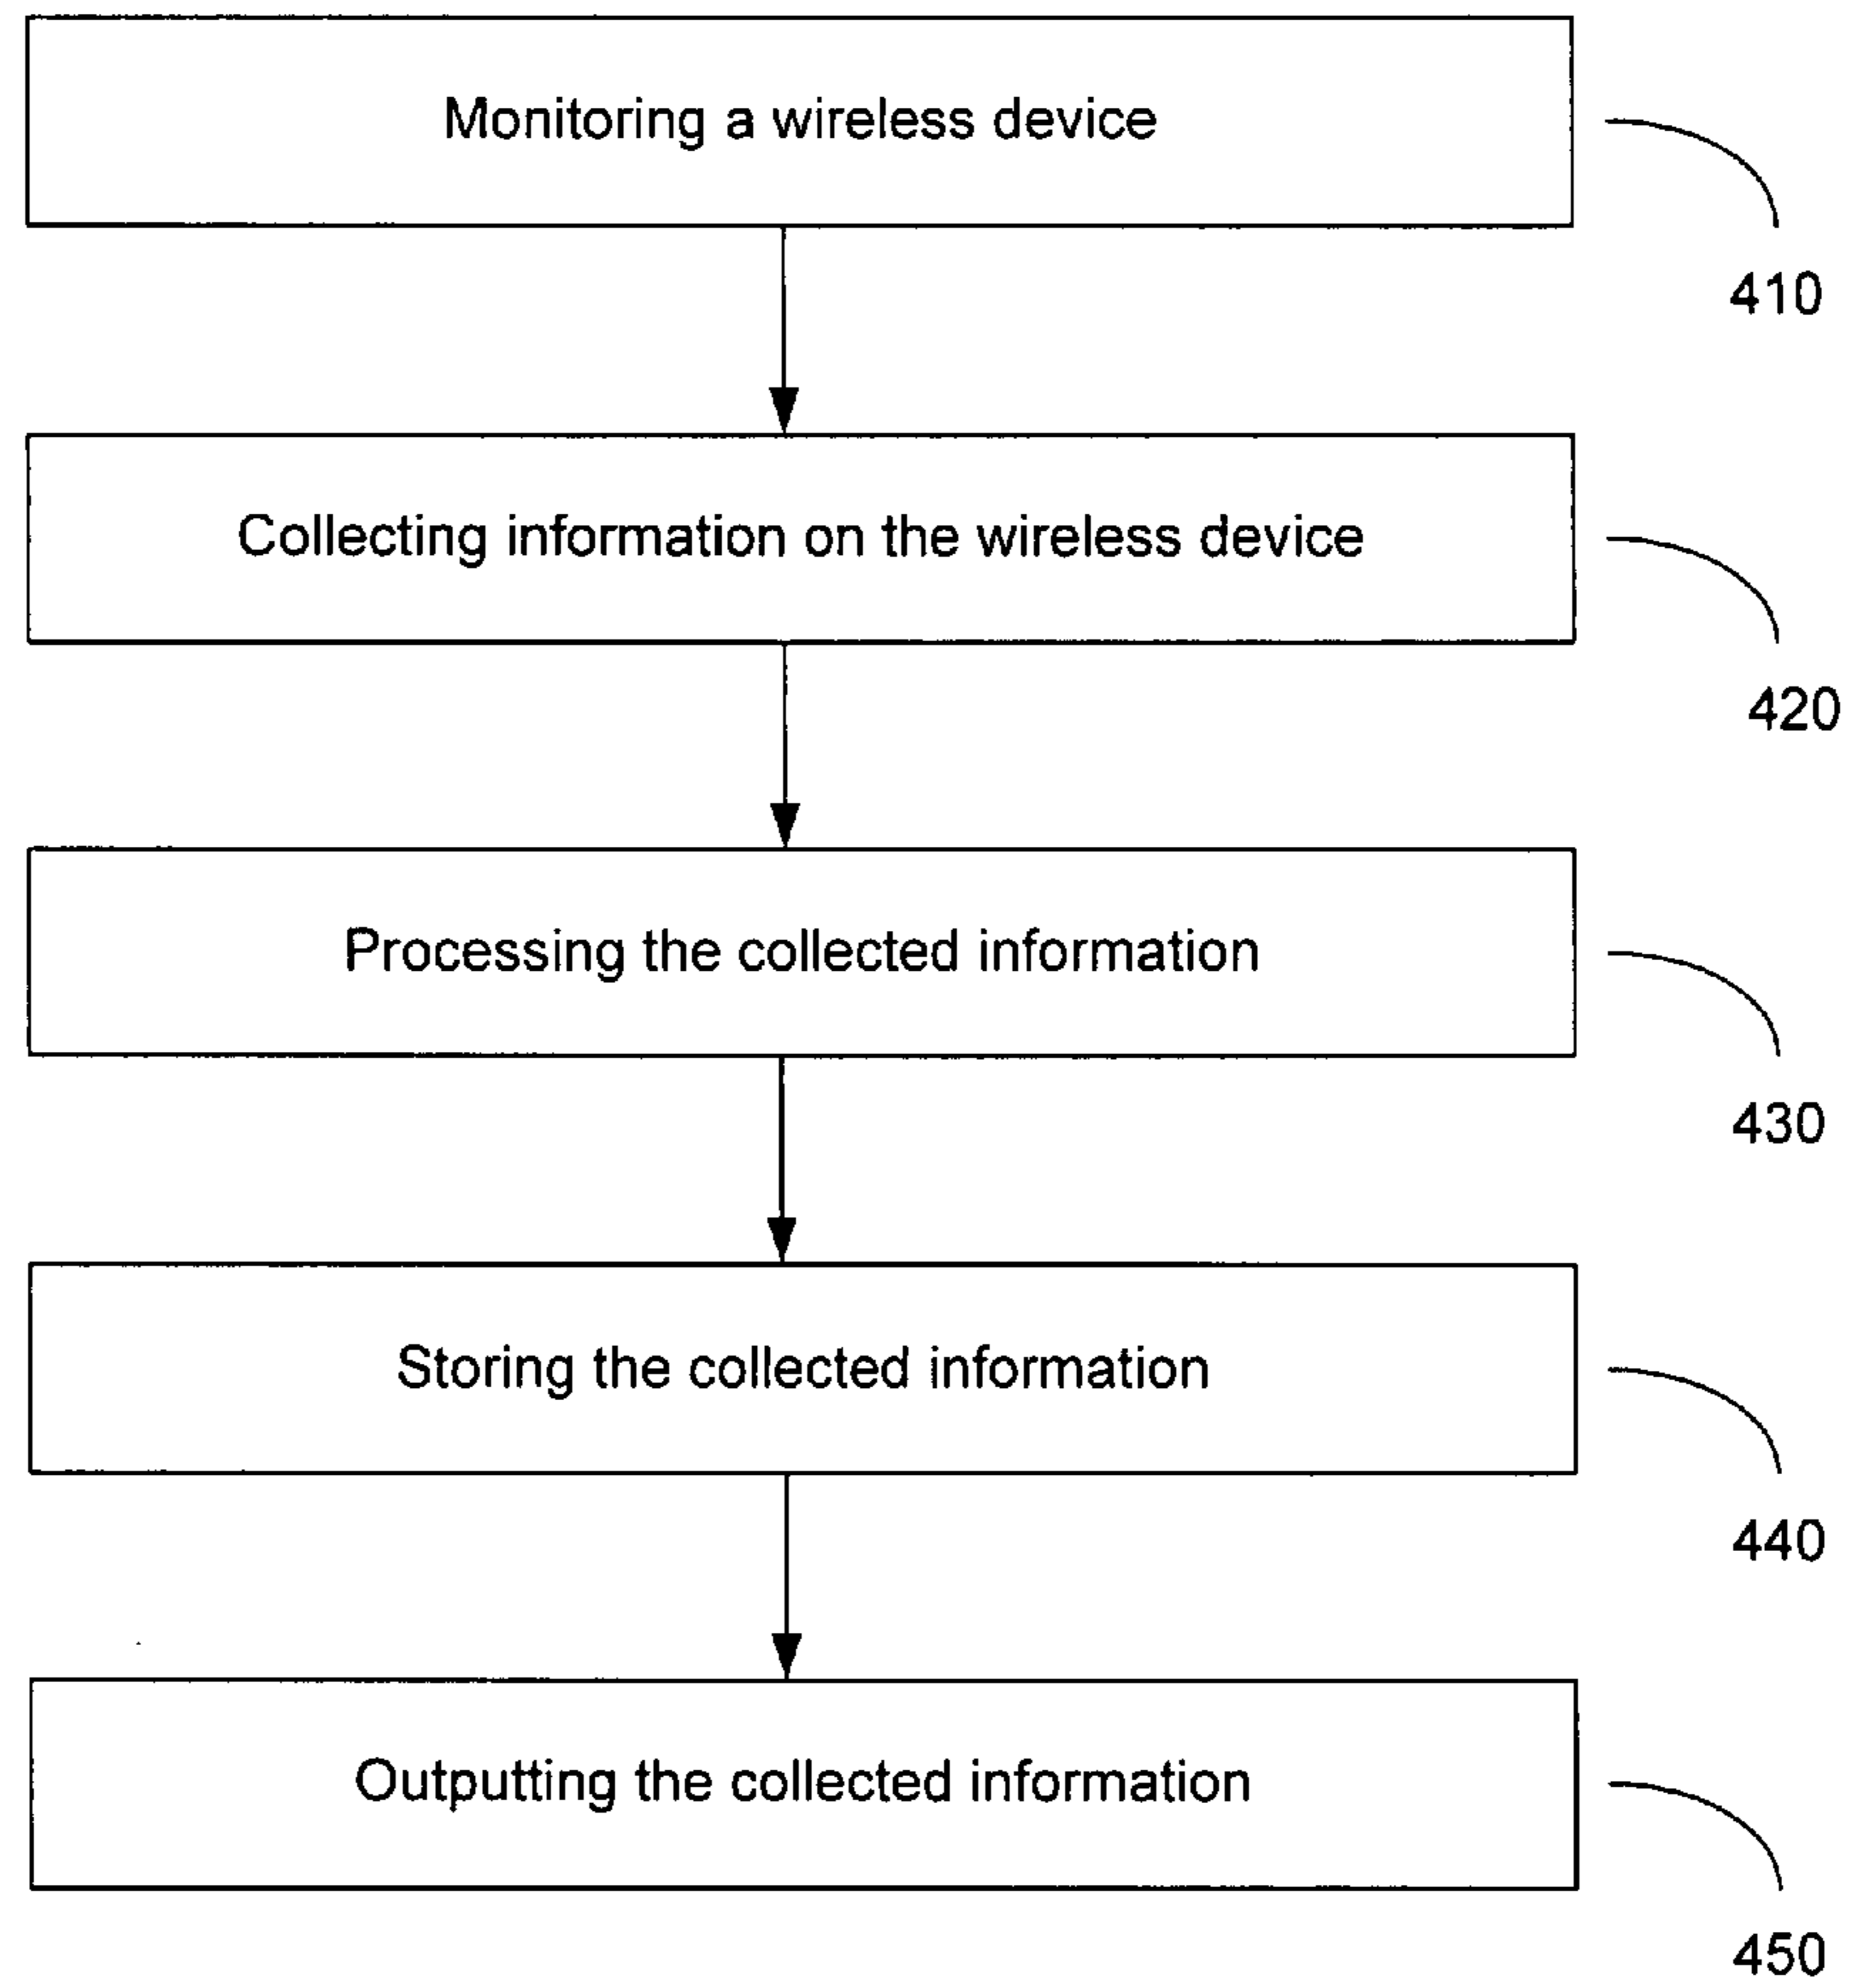 Monitoring a wireless device
410
Collecting information on the wireless device
420
Processing the collected information
430
Storing the collected information
440
Outputting the collected information
450